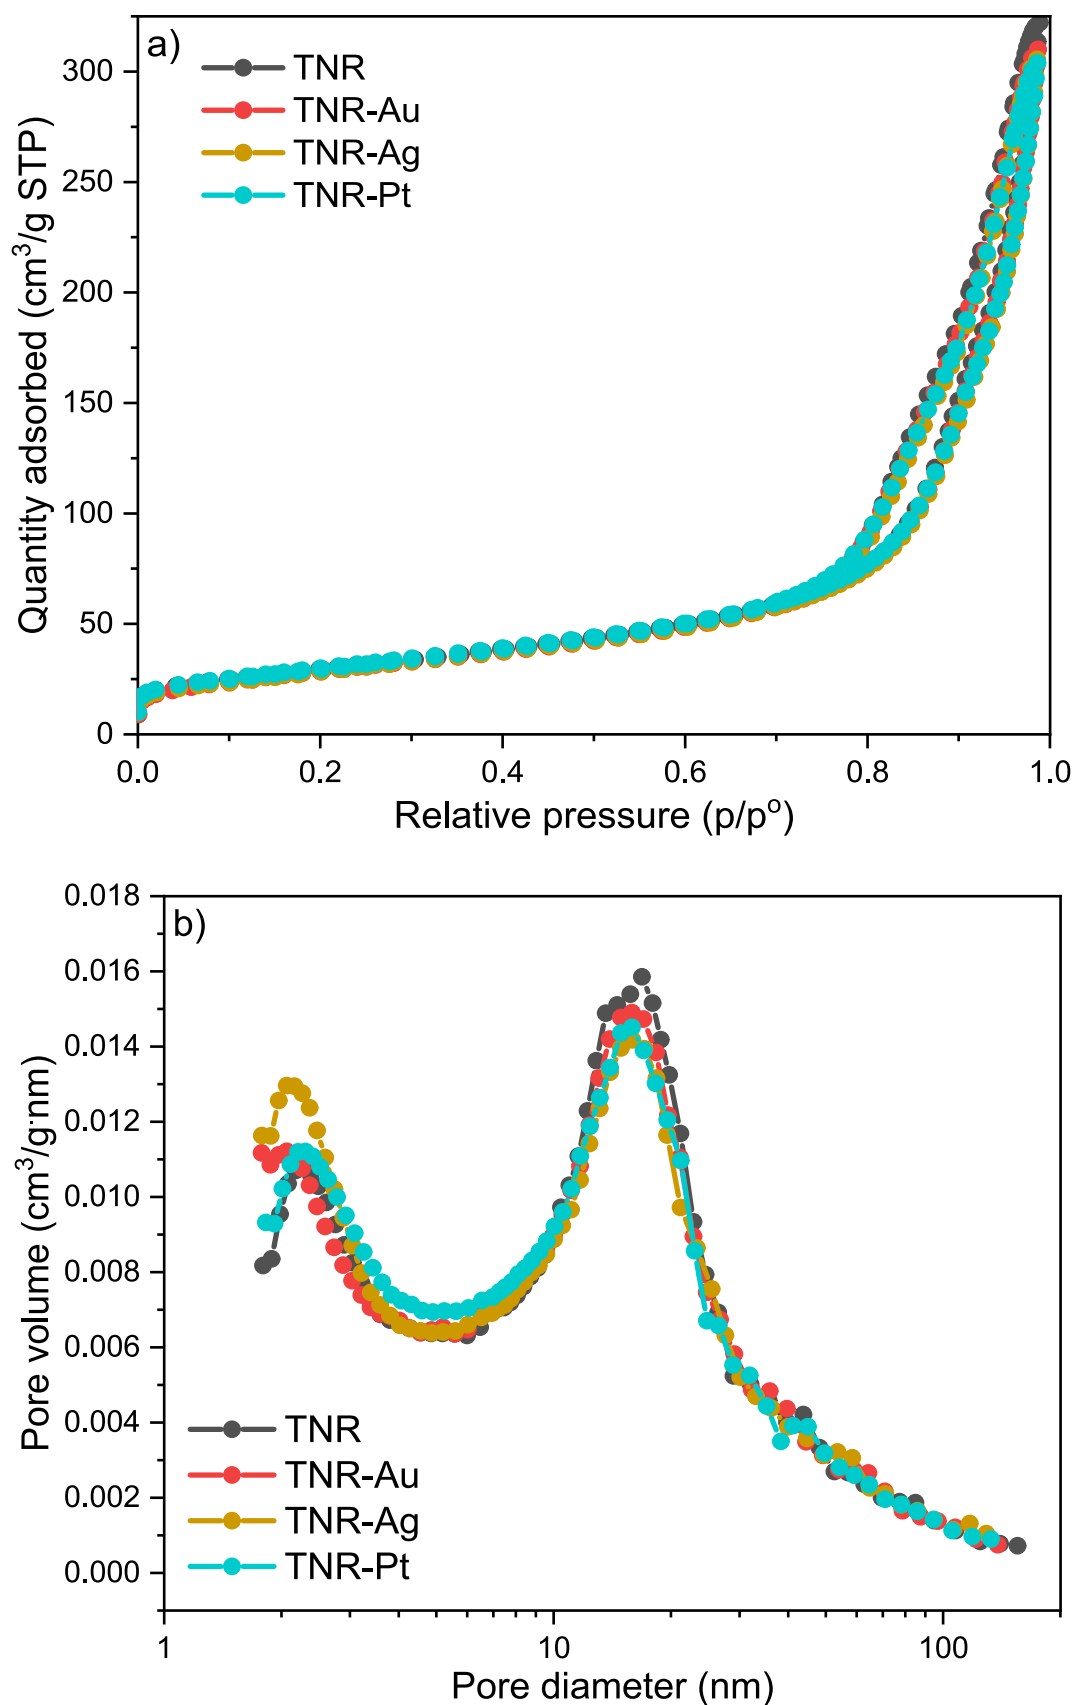 a)
TNR
TNR-Au
TNR-Ag
TNR-Pt
Quantity adsorbed (cm³/g STP)
300
250
200
150
100
50
0
0.0 0.2 0.4 0.6 0.8 1.0
Relative pressure (p/pº)
b)
Pore volume (cm³/g·nm)
0.018
0.016
0.014
0.012
0.010
0.008
0.006
0.004
0.002
0.000
TNR
TNR-Au
TNR-Ag
TNR-Pt
1 10 100
Pore diameter (nm)